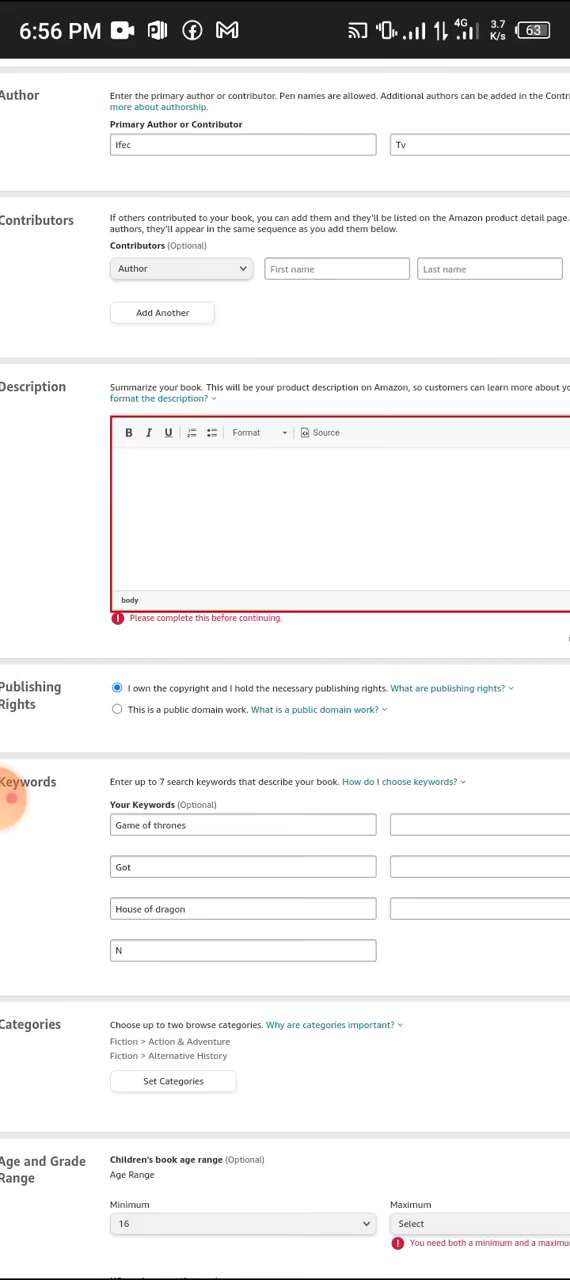 6:56 PM 4G 3.7 K/s 63
Author
Enter the primary author or contributor. Pen names are allowed. Additional authors can be added in the Contri
more about authorship.
Primary Author or Contributor
Ifec Tv
Contributors
If others contributed to your book, you can add them and they'll be listed on the Amazon product detail page.
authors, they'll appear in the same sequence as you add them below.
Contributors (Optional)
Author First name Last name
Add Another
Description
Summarize your book. This will be your product description on Amazon, so customers can learn more about yo
format the description?
B I U Format Source
body
Please complete this before continuing.
Publishing
Rights
I own the copyright and I hold the necessary publishing rights. What are publishing rights?
This is a public domain work. What is a public domain work?
Keywords
Enter up to 7 search keywords that describe your book. How do I choose keywords?
Your Keywords (Optional)
Game of thrones
Got
House of dragon
N
Categories
Choose up to two browse categories. Why are categories important?
Fiction > Action & Adventure
Fiction > Alternative History
Set Categories
Age and Grade
Range
Children's book age range (Optional)
Age Range
Minimum Maximum
16 Select
You need both a minimum and a maximu